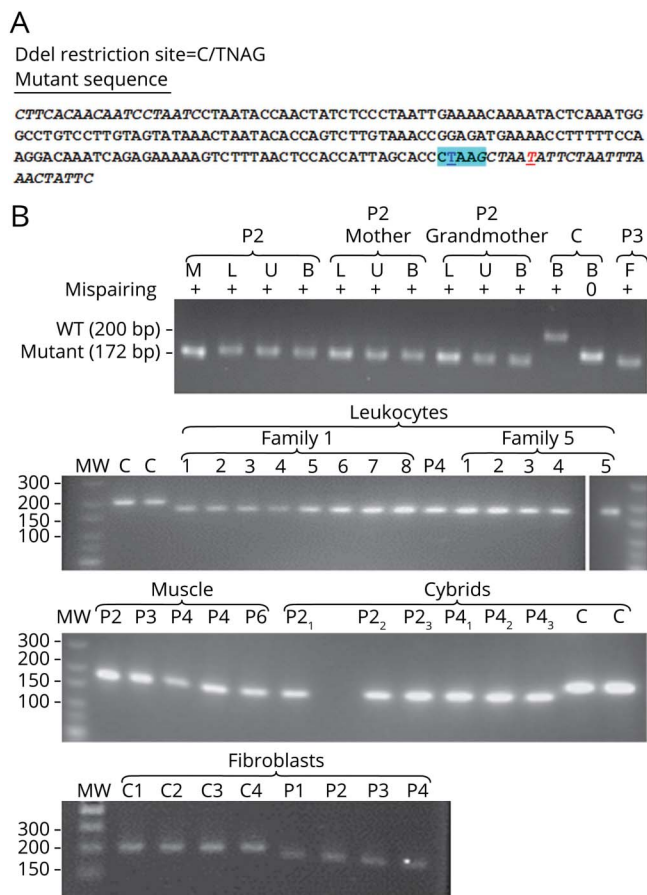 A
DdeI restriction site=C/TNAG
Mutant sequence
CTTCACAACAATCCTAATCCTAATACCAACTATCTCCCTAATTGAAAACAAAATACTCAAATGG
GCCTGTCCTTGTAGTATAAACTAATACACCAGTCTTGTAAACCGGAGATGAAAACCTTTTTCCA
AGGACAAATCAGAGAAAAAGTCTTTAACTCCACCATTAGCACCCTAAGCTAATATTCTAATTTA
AACTATTC
B
P2 P2 Mother P2 Grandmother C P3
M L U B L U B L U B B B F
Mispairing + + + + + + + + + + + 0 +
WT (200 bp)
Mutant (172 bp)
Leukocytes
Family 1 Family 5
MW C C 1 2 3 4 5 6 7 8 P4 1 2 3 4 5
300
200
150
100
Muscle Cybrids
MW P2 P3 P4 P4 P6 P2₁ P2₂ P2₃ P4₁ P4₂ P4₃ C C
300
200
150
100
Fibroblasts
MW C1 C2 C3 C4 P1 P2 P3 P4
300
200
150